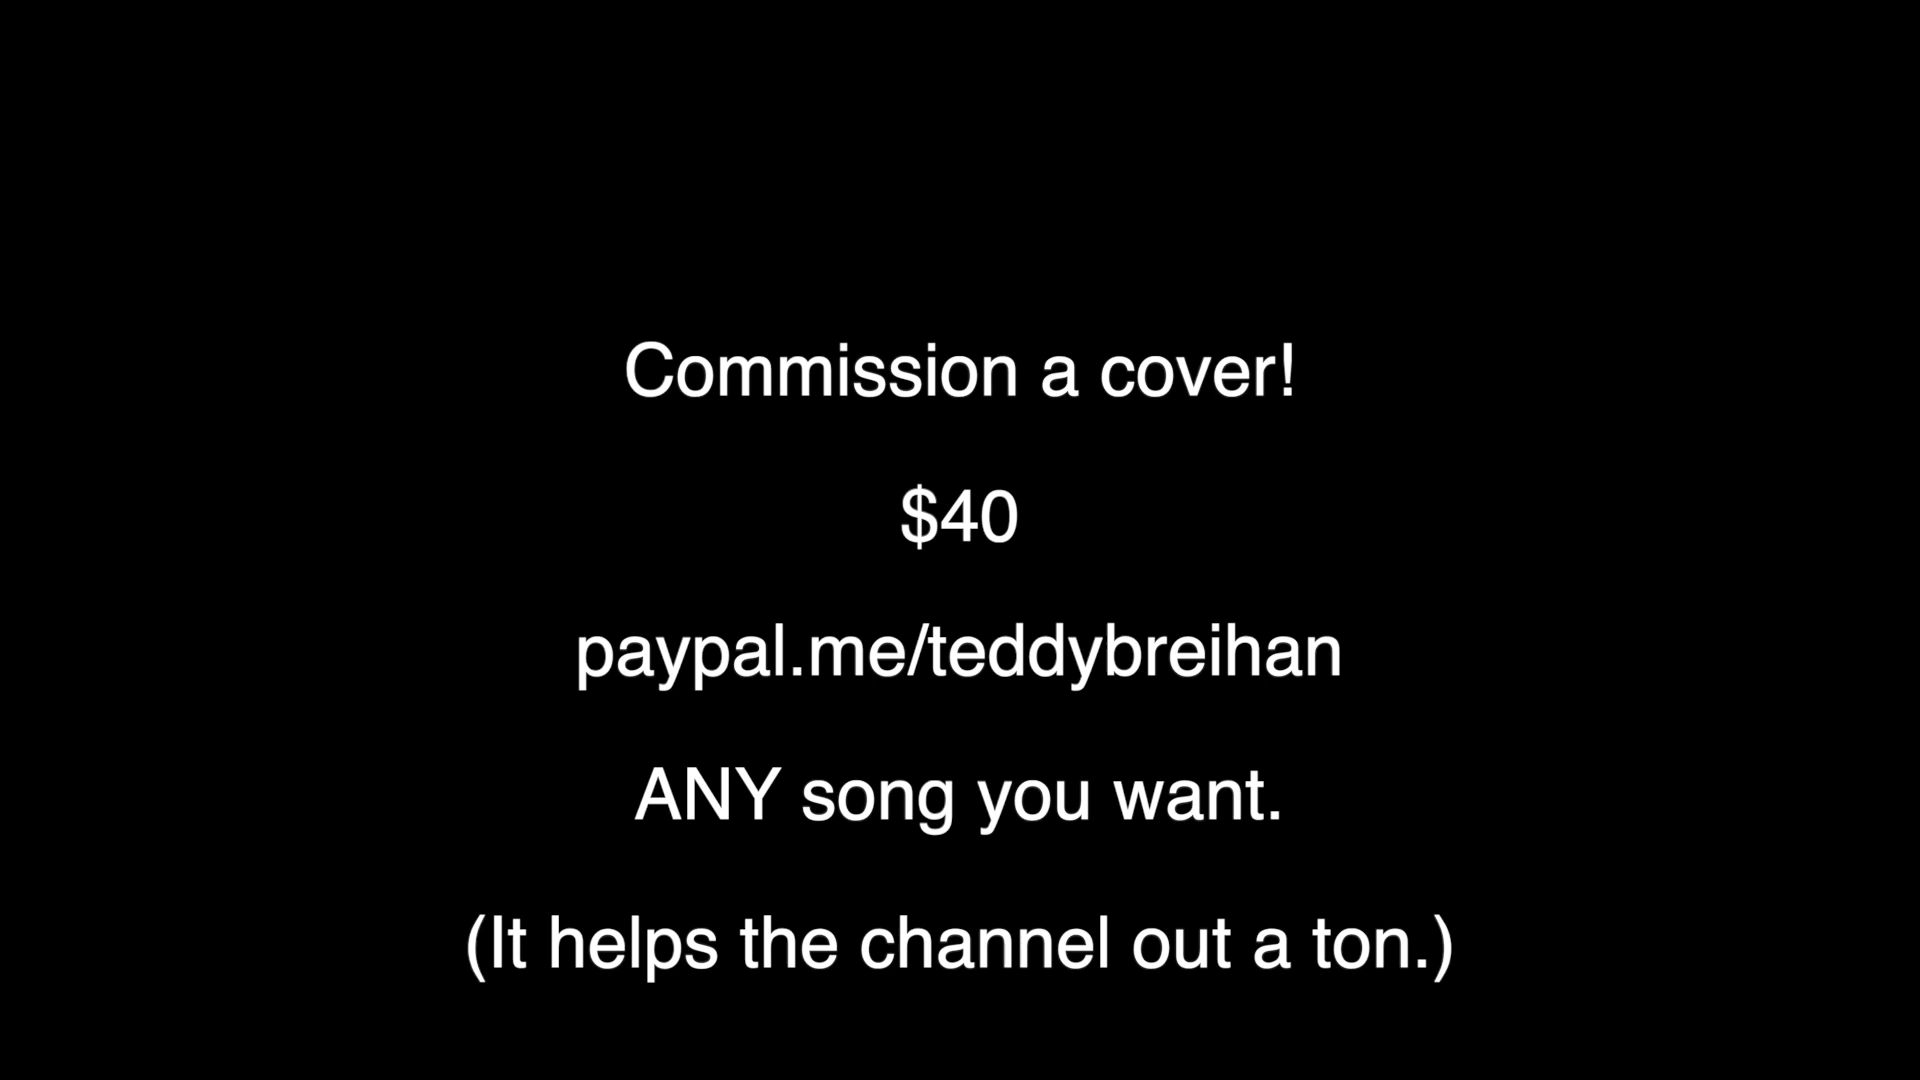 Commission a cover!
$40
paypal.me/teddybreihan
ANY song you want.
(It helps the channel out a ton.)